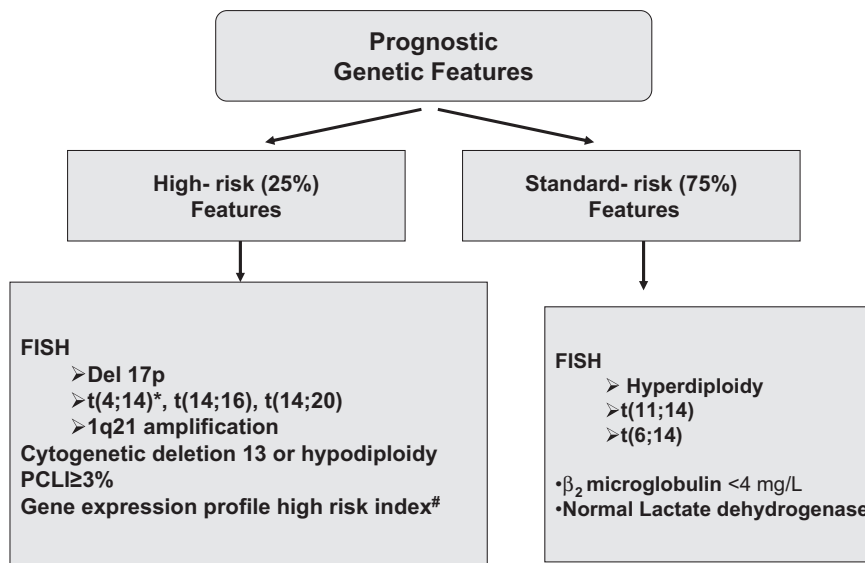 Prognostic
Genetic Features
High- risk (25%)
Features
Standard- risk (75%)
Features
FISH
➢Del 17p
➢t(4;14)*, t(14;16), t(14;20)
➢1q21 amplification
Cytogenetic deletion 13 or hypodiploidy
PCLI≥3%
Gene expression profile high risk index#
FISH
➢ Hyperdiploidy
➢t(11;14)
➢t(6;14)
•β₂ microglobulin <4 mg/L
•Normal Lactate dehydrogenase